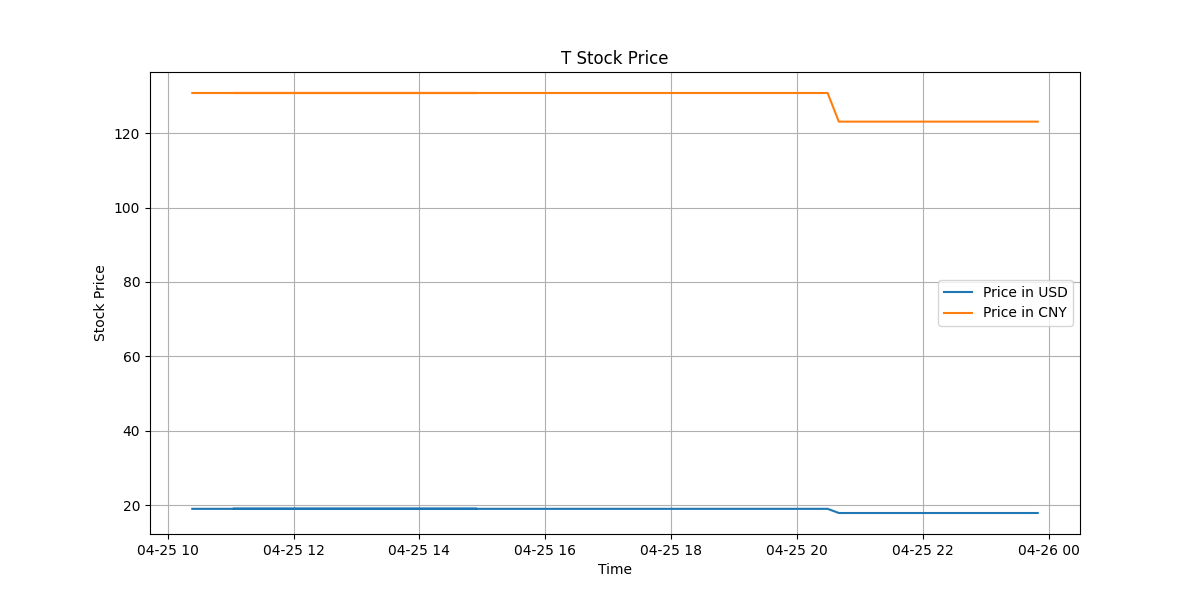 T Stock Price
Stock Price
120
100
80
60
40
20
Price in USD
Price in CNY
04-25 10
04-25 12
04-25 14
04-25 16
04-25 18
04-25 20
04-25 22
04-26 00
Time